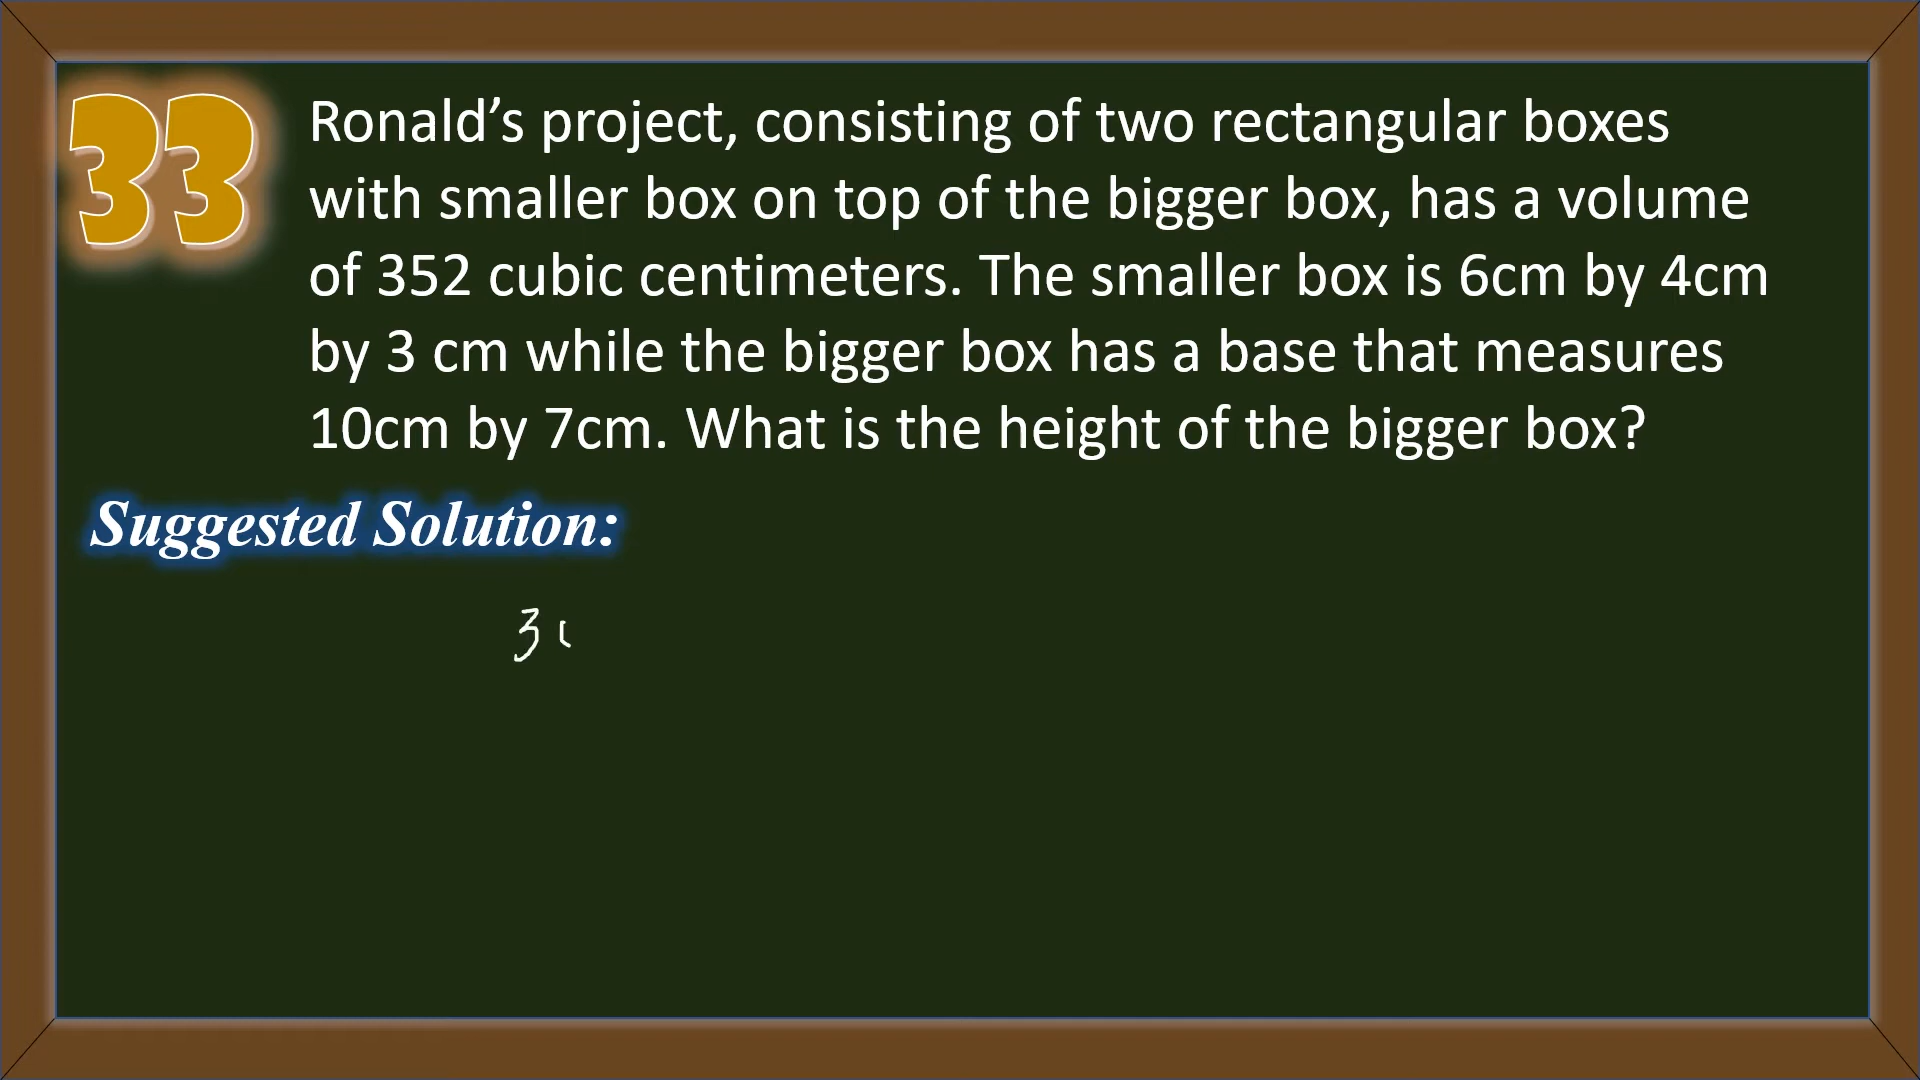 33
Ronald’s project, consisting of two rectangular boxes
with smaller box on top of the bigger box, has a volume
of 352 cubic centimeters. The smaller box is 6cm by 4cm
by 3 cm while the bigger box has a base that measures
10cm by 7cm. What is the height of the bigger box?
Suggested Solution:
3